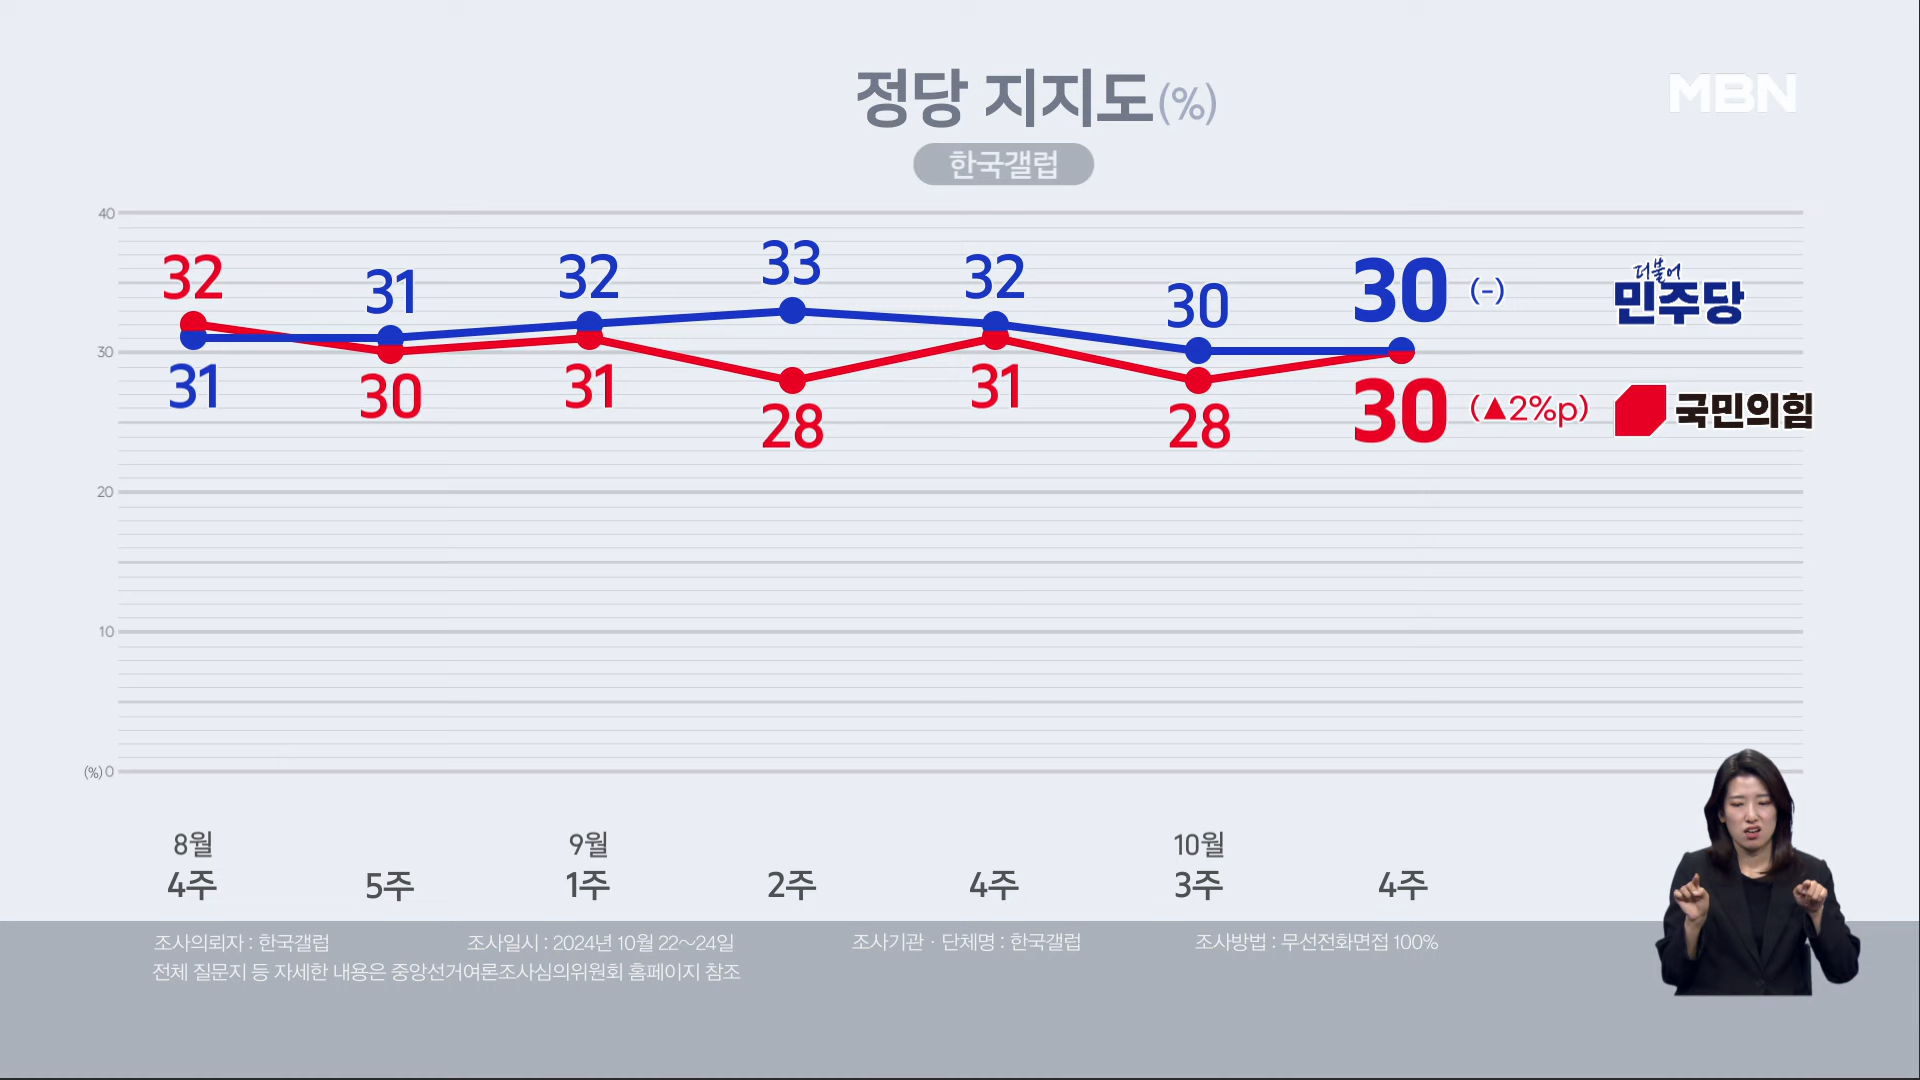 정당 지지도(%)
MBN
한국갤럽
40
30
20
10
(%) 0
32 31 32 33 32 30 30 (-)
31 30 31 28 31 28 30 (▲2%p)
더불어
민주당
국민의힘
8월 9월 10월
4주 5주 1주 2주 4주 3주 4주
조사의뢰자 : 한국갤럽 조사일시 : 2024년 10월 22~24일 조사기관 · 단체명 : 한국갤럽 조사방법 : 무선전화면접 100%
전체 질문지 등 자세한 내용은 중앙선거여론조사심의위원회 홈페이지 참조